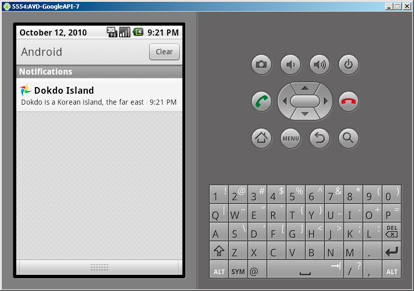 5554:AVD-GoogleAPI-7
October 12, 2010 9:21 PM
Android
Clear
Notifications
Dokdo Island
Dokdo is a Korean island, the far east 9:21 PM
MENU
1 ! 2 @ 3 # 4 $ 5 % 6 ^ 7 & 8 * 9 ( 0 )
Q W E R T Y U I O P
A S D F G H J K L DEL
Z X C V B N M .
ALT SYM @ / ? , ALT